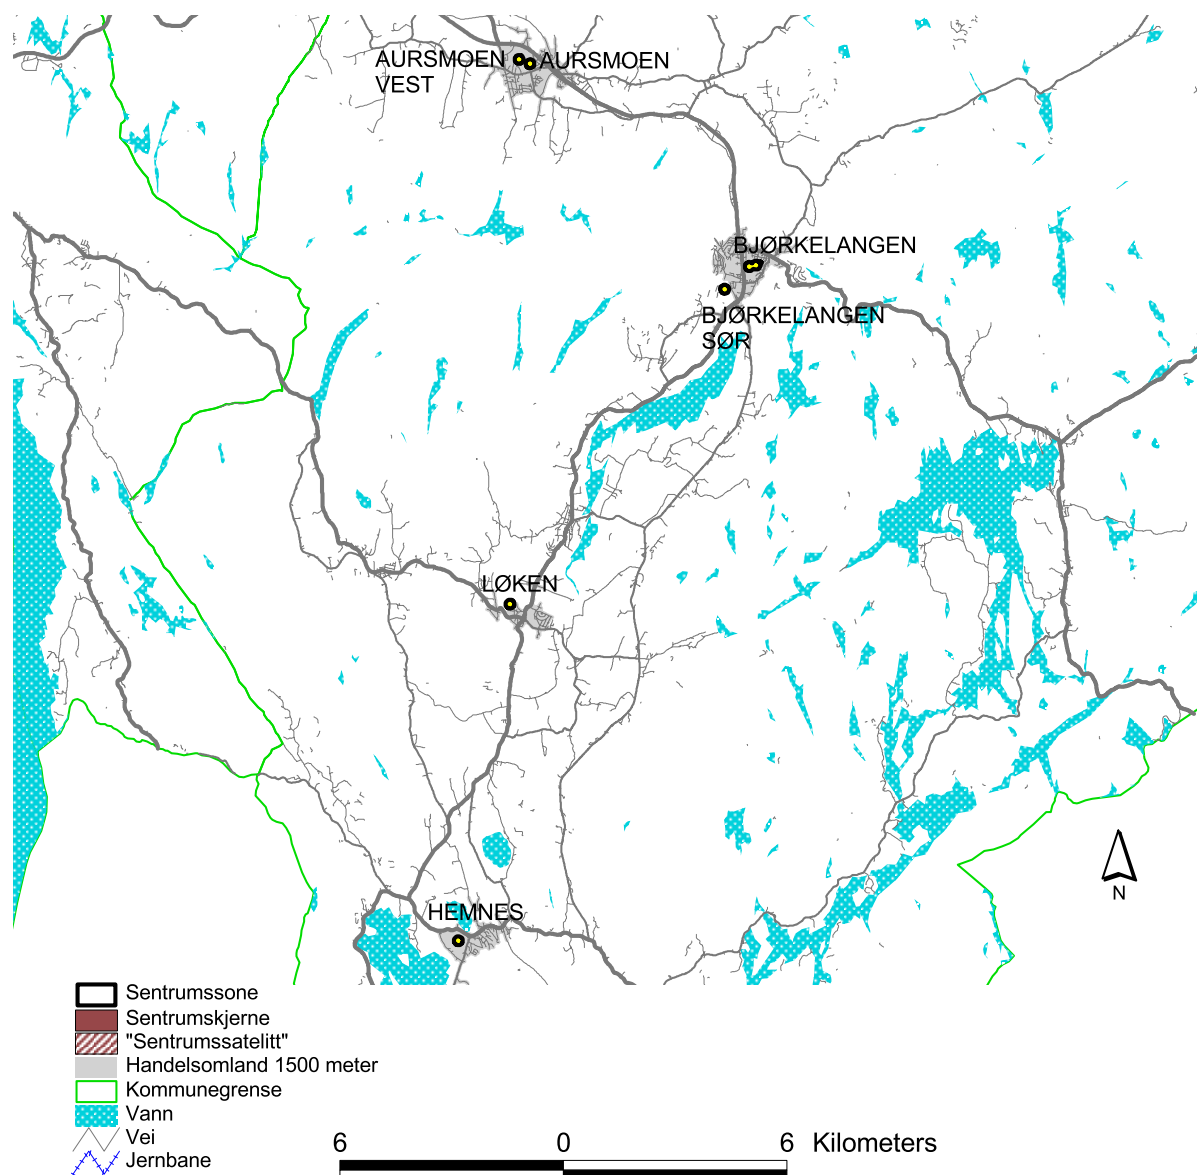 AURSMOEN
VEST
AURSMOEN
BJØRKELANGEN
BJØRKELANGEN
SØR
LØKEN
HEMNES
N
Sentrumssone
Sentrumskjerne
"Sentrumssatelitt"
Handelsomland 1500 meter
Kommunegrense
Vann
Vei
Jernbane
6 0 6 Kilometers